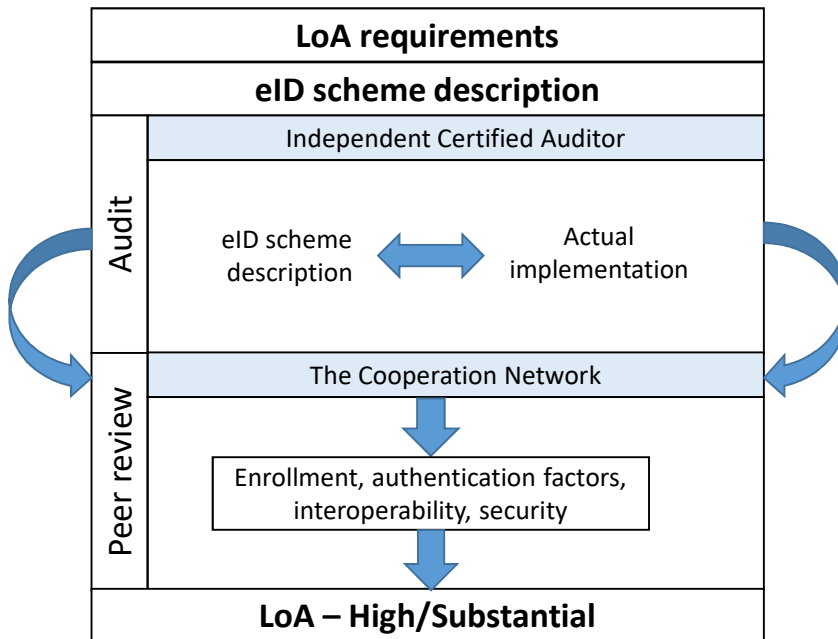 LoA requirements
eID scheme description
Independent Certified Auditor
Audit
eID scheme
description
Actual
implementation
The Cooperation Network
Peer review
Enrollment, authentication factors,
interoperability, security
LoA – High/Substantial